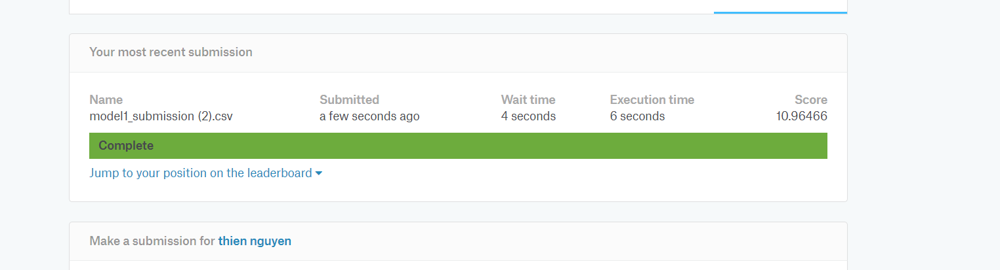 Your most recent submission
Name Submitted Wait time Execution time Score
model1_submission (2).csv a few seconds ago 4 seconds 6 seconds 10.96466
Complete
Jump to your position on the leaderboard
Make a submission for thien nguyen